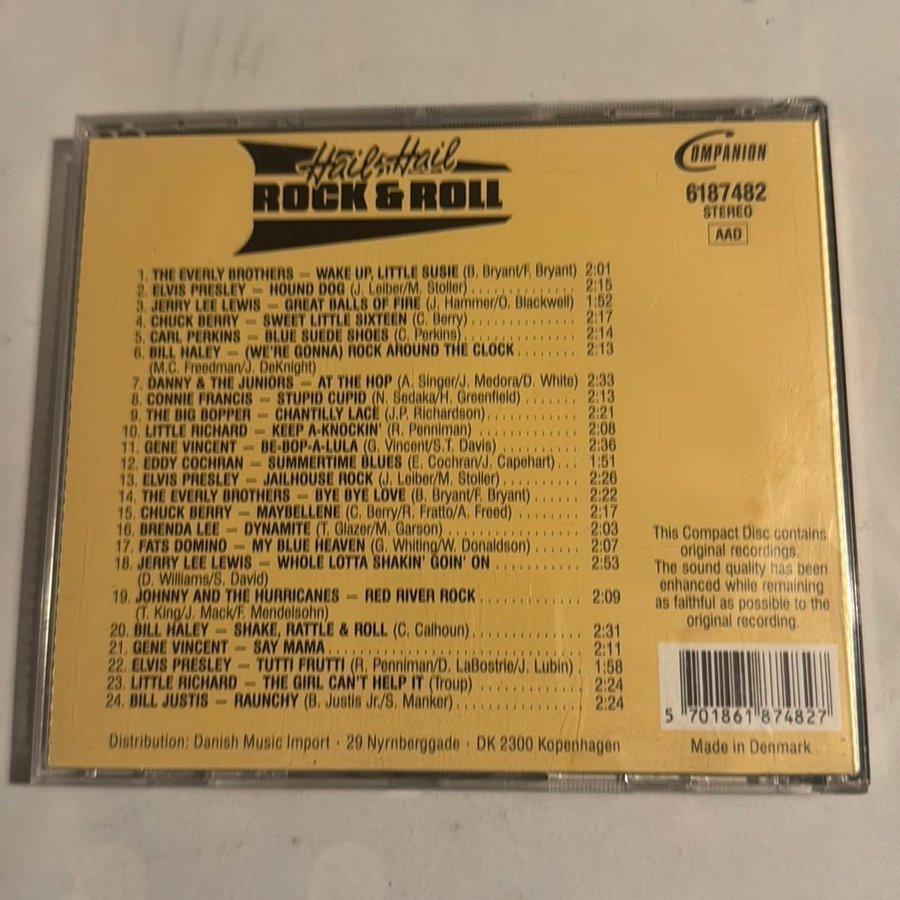 Hail, Hail
ROCK & ROLL
COMPANION
6187482
STEREO
AAD
1. THE EVERLY BROTHERS – WAKE UP, LITTLE SUSIE (B. Bryant/F. Bryant) 2:01
2. ELVIS PRESLEY – HOUND DOG (J. Leiber/M. Stoller) 2:15
3. JERRY LEE LEWIS – GREAT BALLS OF FIRE (J. Hammer/O. Blackwell) 1:52
4. CHUCK BERRY – SWEET LITTLE SIXTEEN (C. Berry) 2:17
5. CARL PERKINS – BLUE SUEDE SHOES (C. Perkins) 2:14
6. BILL HALEY – (WE'RE GONNA) ROCK AROUND THE CLOCK 2:13
(M.C. Freedman/J. DeKnight)
7. DANNY & THE JUNIORS – AT THE HOP (A. Singer/J. Medora/D. White) 2:33
8. CONNIE FRANCIS – STUPID CUPID (N. Sedaka/H. Greenfield) 2:13
9. THE BIG BOPPER – CHANTILLY LACE (J.P. Richardson) 2:21
10. LITTLE RICHARD – KEEP A-KNOCKIN' (R. Penniman) 2:08
11. GENE VINCENT – BE-BOP-A-LULA (G. Vincent/S.T. Davis) 2:36
12. EDDY COCHRAN – SUMMERTIME BLUES (E. Cochran/J. Capehart) 1:51
13. ELVIS PRESLEY – JAILHOUSE ROCK (J. Leiber/M. Stoller) 2:26
14. THE EVERLY BROTHERS – BYE BYE LOVE (B. Bryant/F. Bryant) 2:22
15. CHUCK BERRY – MAYBELLENE (C. Berry/R. Fratto/A. Freed) 2:17
16. BRENDA LEE – DYNAMITE (T. Glazer/M. Garson) 2:03
17. FATS DOMINO – MY BLUE HEAVEN (G. Whiting/W. Donaldson) 2:07
18. JERRY LEE LEWIS – WHOLE LOTTA SHAKIN' GOIN' ON 2:53
(D. Williams/S. David)
19. JOHNNY AND THE HURRICANES – RED RIVER ROCK 2:09
(T. King/J. Mack/F. Mendelsohn)
20. BILL HALEY – SHAKE, RATTLE & ROLL (C. Calhoun) 2:31
21. GENE VINCENT – SAY MAMA 2:11
22. ELVIS PRESLEY – TUTTI FRUTTI (R. Penniman/D. LaBostrie/J. Lubin) 1:58
23. LITTLE RICHARD – THE GIRL CAN'T HELP IT (Troup) 2:24
24. BILL JUSTIS – RAUNCHY (B. Justis Jr./S. Manker) 2:24
This Compact Disc contains
original recordings.
The sound quality has been
enhanced while remaining
as faithful as possible to the
original recording.
5 701861 874827
Distribution: Danish Music Import · 29 Nyrnberggade · DK 2300 Kopenhagen
Made in Denmark